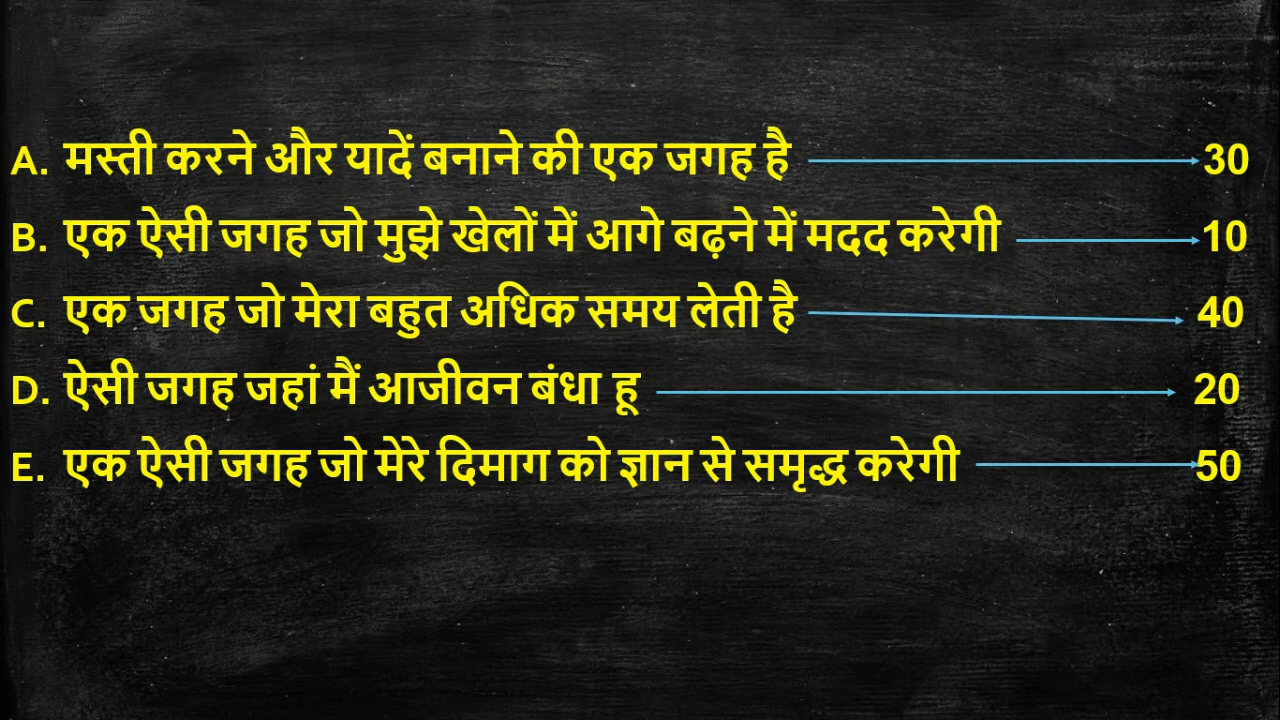 A. मस्ती करने और यादें बनाने की एक जगह है 30
B. एक ऐसी जगह जो मुझे खेलों में आगे बढ़ने में मदद करेगी 10
C. एक जगह जो मेरा बहुत अधिक समय लेती है 40
D. ऐसी जगह जहां मैं आजीवन बंधा हू 20
E. एक ऐसी जगह जो मेरे दिमाग को ज्ञान से समृद्ध करेगी 50